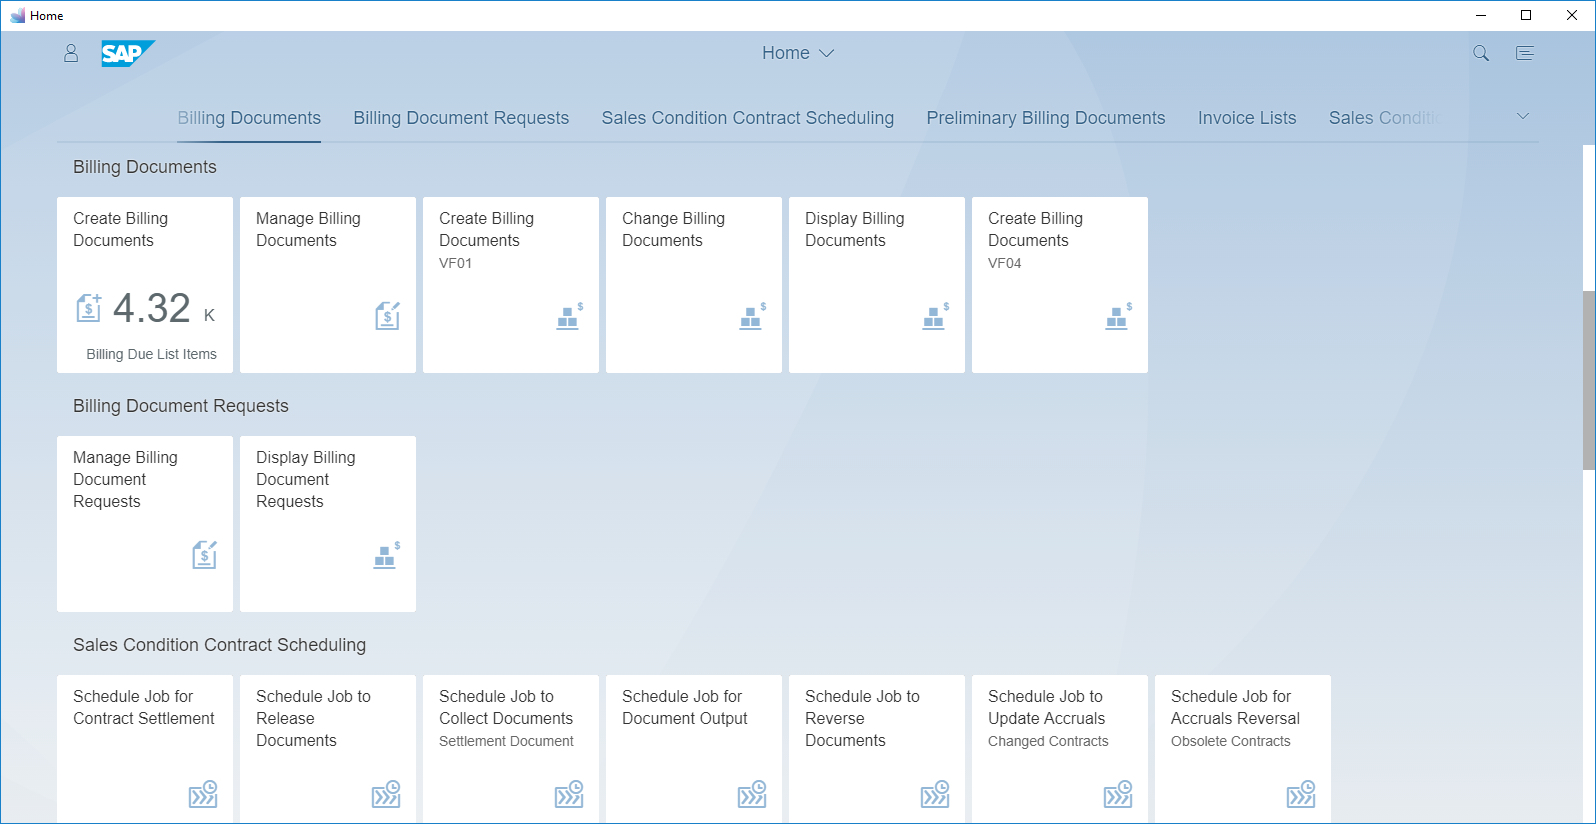 Home
SAP
Home
Billing Documents
Billing Document Requests
Sales Condition Contract Scheduling
Preliminary Billing Documents
Invoice Lists
Sales Conditio
Billing Documents
Create Billing
Documents
$
4.32 K
Billing Due List Items
Manage Billing
Documents
$
Create Billing
Documents
VF01
$
Change Billing
Documents
$
Display Billing
Documents
$
Create Billing
Documents
VF04
$
Billing Document Requests
Manage Billing
Document
Requests
$
Display Billing
Document
Requests
$
Sales Condition Contract Scheduling
Schedule Job for
Contract Settlement
Schedule Job to
Release
Documents
Schedule Job to
Collect Documents
Settlement Document
Schedule Job for
Document Output
Schedule Job to
Reverse
Documents
Schedule Job to
Update Accruals
Changed Contracts
Schedule Job for
Accruals Reversal
Obsolete Contracts